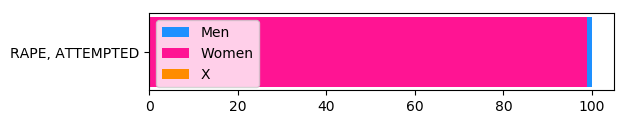 Men
Women
X
RAPE, ATTEMPTED
0 20 40 60 80 100